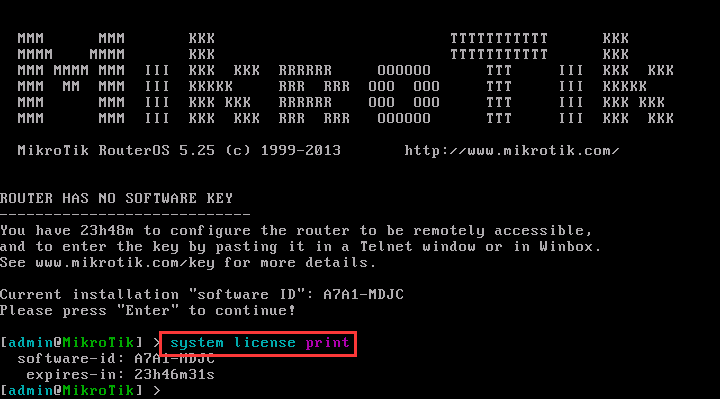 MMM      MMM       KKK                          TTTTTTTTTTT      KKK
MMMM    MMMM       KKK                          TTTTTTTTTTT      KKK
MMM MMMM MMM  III  KKK  KKK  RRRRRR     OOOOOO      TTT     III  KKK  KKK
MMM  MM  MMM  III  KKKKK     RRR  RRR  OOO  OOO     TTT     III  KKKKK
MMM      MMM  III  KKK KKK   RRRRRR    OOO  OOO     TTT     III  KKK KKK
MMM      MMM  III  KKK  KKK  RRR  RRR   OOOOOO      TTT     III  KKK  KKK
MikroTik RouterOS 5.25 (c) 1999-2013       http://www.mikrotik.com/
ROUTER HAS NO SOFTWARE KEY
----------------------------
You have 23h48m to configure the router to be remotely accessible,
and to enter the key by pasting it in a Telnet window or in Winbox.
See www.mikrotik.com/key for more details.
Current installation "software ID": A7A1-MDJC
Please press "Enter" to continue!
[admin@MikroTik] > system license print
software-id: A7A1-MDJC
expires-in: 23h46m31s
[admin@MikroTik] >